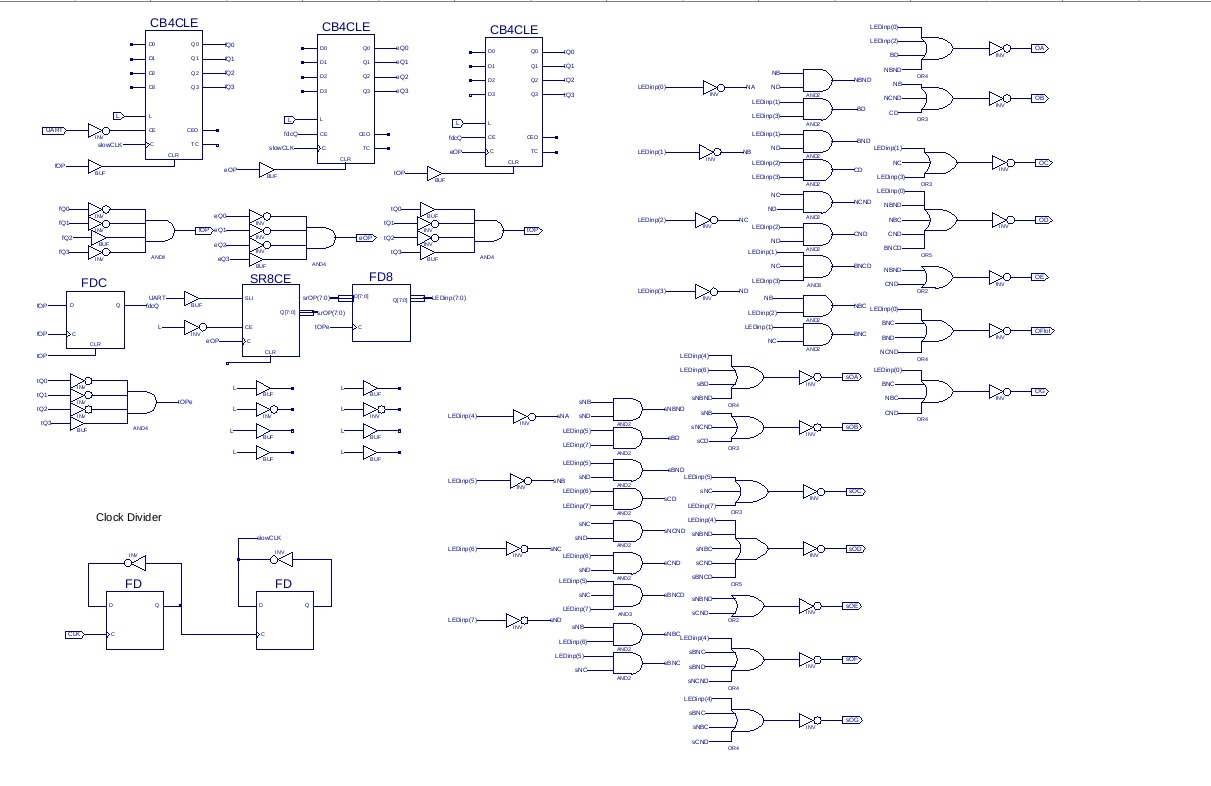 CB4CLE
D0 Q0 fQ0
D1 Q1 fQ1
D2 Q2 fQ2
D3 Q3 fQ3
L L
UART INV CE CEO
slowCLK C TC
CLR
fOP BUF
CB4CLE
D0 Q0 eQ0
D1 Q1 eQ1
D2 Q2 eQ2
D3 Q3 eQ3
L L
fdcQ CE CEO
slowCLK C TC
CLR
eOP BUF
CB4CLE
D0 Q0 tQ0
D1 Q1 tQ1
D2 Q2 tQ2
D3 Q3 tQ3
L L
fdcQ CE CEO
eOP C TC
CLR
tOP BUF
fQ0 INV
fQ1 INV
fQ2 BUF
fQ3 INV
AND4 fOP
eQ0 INV
eQ1 INV
eQ2 INV
eQ3 BUF
AND4 eOP
tQ0 BUF
tQ1 INV
tQ2 INV
tQ3 BUF
AND4 tOP
FDC
fOP D Q fdcQ
fOP C
CLR
tOP
SR8CE
UART BUF SLI
Q[7:0] srOP(7:0)
L INV CE
eOP C
CLR
FD8
srOP(7:0) D[7:0] Q[7:0] LEDinp(7:0)
tOPe C
tQ0 INV
tQ1 INV
tQ2 INV
tQ3 BUF
AND4 tOPe
L BUF
L INV
L BUF
L BUF
L BUF
L INV
L BUF
L BUF
Clock Divider
INV
FD
D Q
CLK C
slowCLK
INV
FD
D Q
C
LEDinp(0) INV NA
LEDinp(1) INV NB
LEDinp(2) INV NC
LEDinp(3) INV ND
NB
ND AND2 NBND
LEDinp(1)
LEDinp(3) AND2 BD
LEDinp(1)
ND AND2 BND
LEDinp(2)
LEDinp(3) AND2 CD
NC
ND AND2 NCND
LEDinp(2)
ND AND2 CND
LEDinp(1)
NC
LEDinp(3) AND3 BNCD
NB
LEDinp(2) AND2 NBC
LEDinp(1)
NC AND2 BNC
LEDinp(0)
LEDinp(2)
BD
NBND OR4 INV OA
NB
NCND
CD OR3 INV OB
LEDinp(1)
NC
LEDinp(3) OR3 INV OC
LEDinp(0)
NBND
NBC
CND
BNCD OR5 INV OD
NBND
CND OR2 INV OE
LEDinp(0)
BNC
BND
NCND OR4 INV
LEDinp(0)
BNC
NBC
CND OR4 INV OG
LEDinp(4) INV sNA
LEDinp(5) INV sNB
LEDinp(6) INV sNC
LEDinp(7) INV sND
sNB
sND AND2 sNBND
LEDinp(5)
LEDinp(7) AND2 sBD
LEDinp(5)
sND AND2 sBND
LEDinp(6)
LEDinp(7) AND2 sCD
sNC
sND AND2 sNCND
LEDinp(6)
sND AND2 sCND
LEDinp(5)
sNC
LEDinp(7) AND3 sBNCD
sNB
LEDinp(6) AND2 sNBC
LEDinp(5)
sNC AND2 sBNC
LEDinp(4)
LEDinp(6)
sBD
sNBND OR4 INV sOA
sNB
sNCND
sCD OR3 INV sOB
LEDinp(5)
sNC
LEDinp(7) OR3 INV sOC
LEDinp(4)
sNBND
sNBC
sCND
sBNCD OR5 INV sOD
sNBND
sCND OR2 INV sOE
LEDinp(4)
sBNC
sBND
sNCND OR4 INV sOF
LEDinp(4)
sBNC
sNBC
sCND OR4 INV sOG